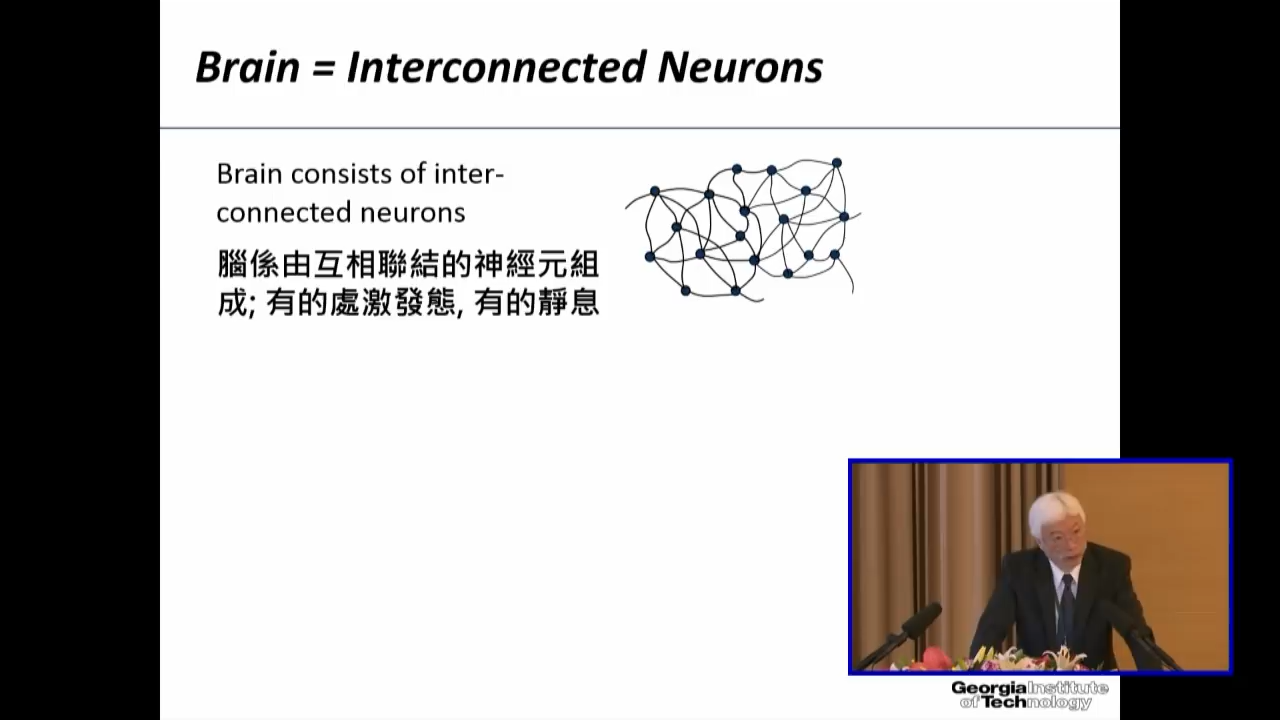 Brain = Interconnected Neurons
Brain consists of inter-
connected neurons
腦係由互相聯結的神經元組
成; 有的處激發態, 有的靜息
Georgia Institute
of Technology